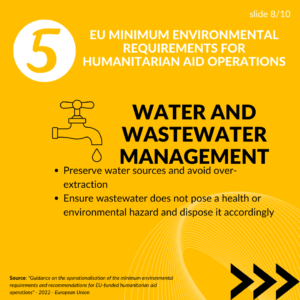 slide 8/10
5
EU MINIMUM ENVIRONMENTAL
REQUIREMENTS FOR
HUMANITARIAN AID OPERATIONS
WATER AND
WASTEWATER
MANAGEMENT
• Preserve water sources and avoid over-
extraction
• Ensure wastewater does not pose a health or
environmental hazard and dispose it accordingly
Source: "Guidance on the operationalisation of the minimum environmental
requirements and recommendations for EU-funded humanitarian aid
operations" - 2022 - European Union